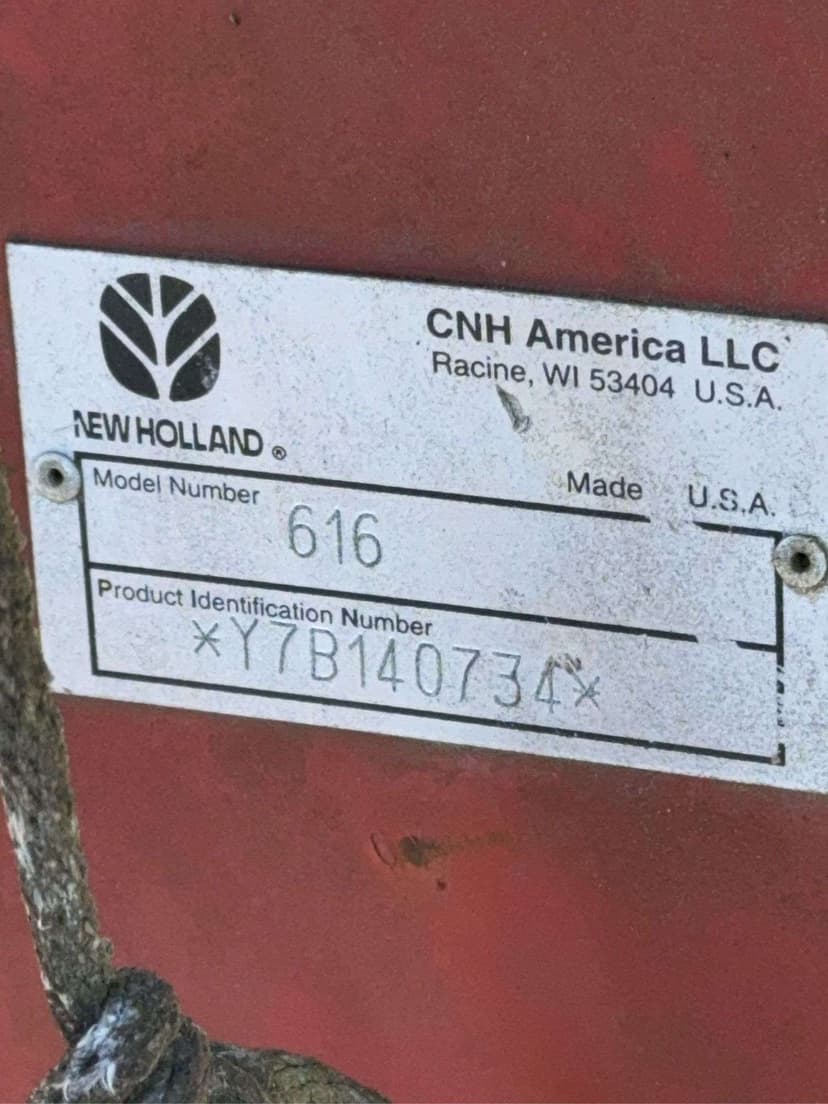 CNH America LLC
Racine, WI 53404 U.S.A.
NEW HOLLAND ®
Made U.S.A.
Model Number 616
Product Identification Number
*Y7B140734*